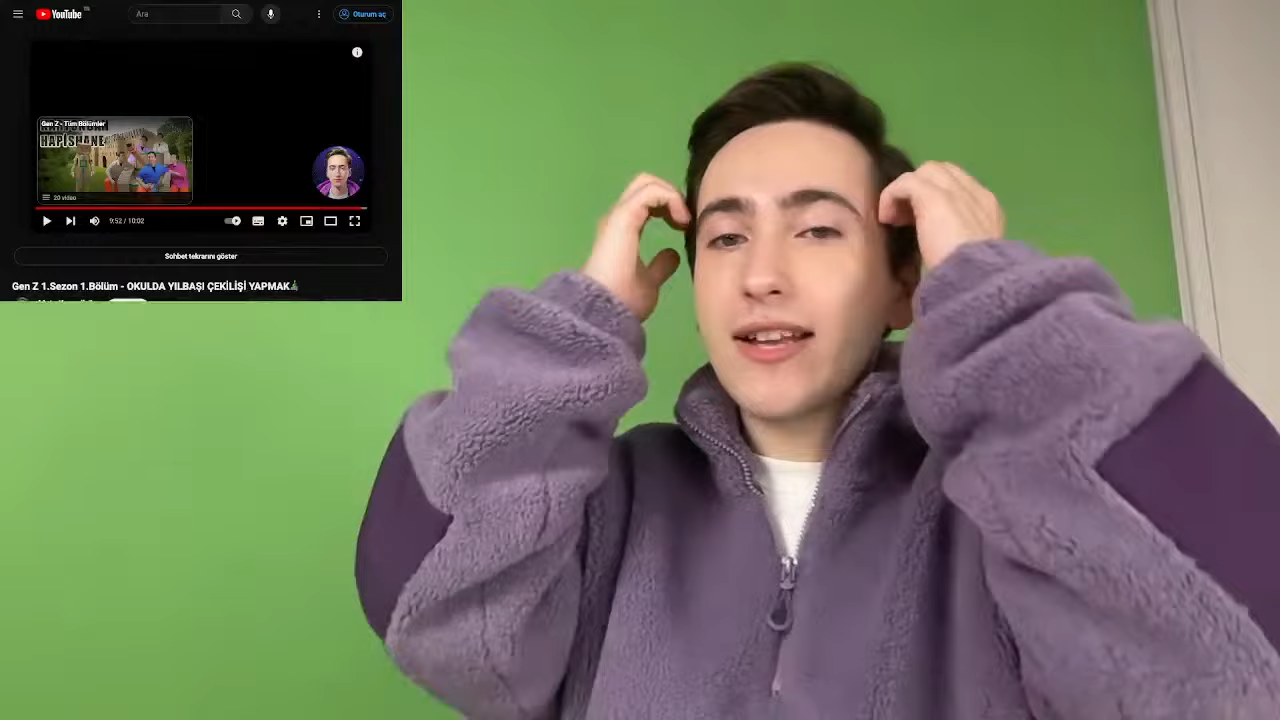 YouTube
TR
Ara
Oturum aç
Gen Z - Tüm Bölümler
HAPİSHANE
20 video
9:52 / 10:02
Sohbet tekrarını göster
Gen Z 1.Sezon 1.Bölüm - OKULDA YILBAŞI ÇEKİLİŞİ YAPMAK🎄